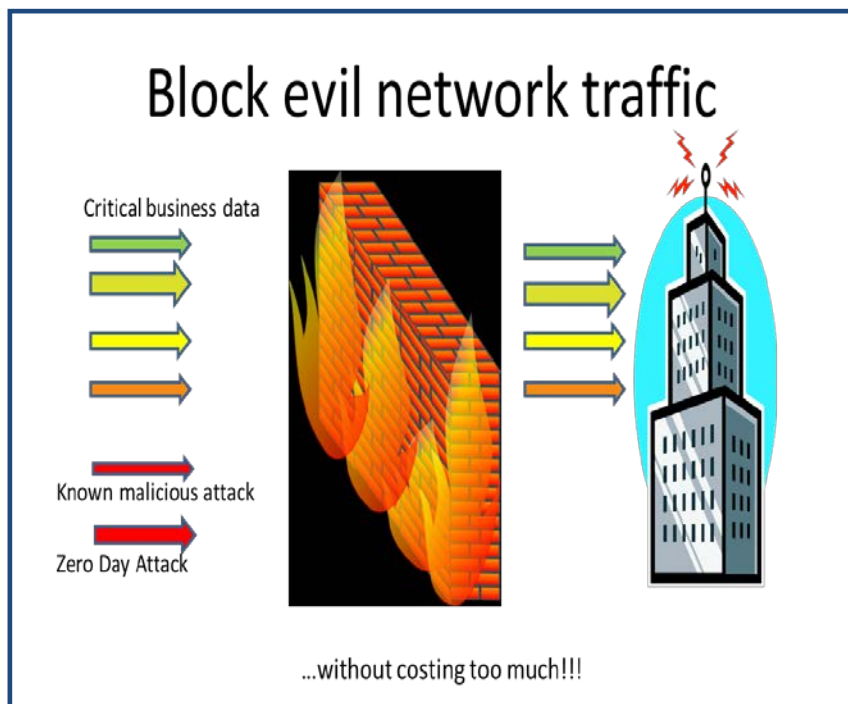 Block evil network traffic
Critical business data
Known malicious attack
Zero Day Attack
...without costing too much!!!